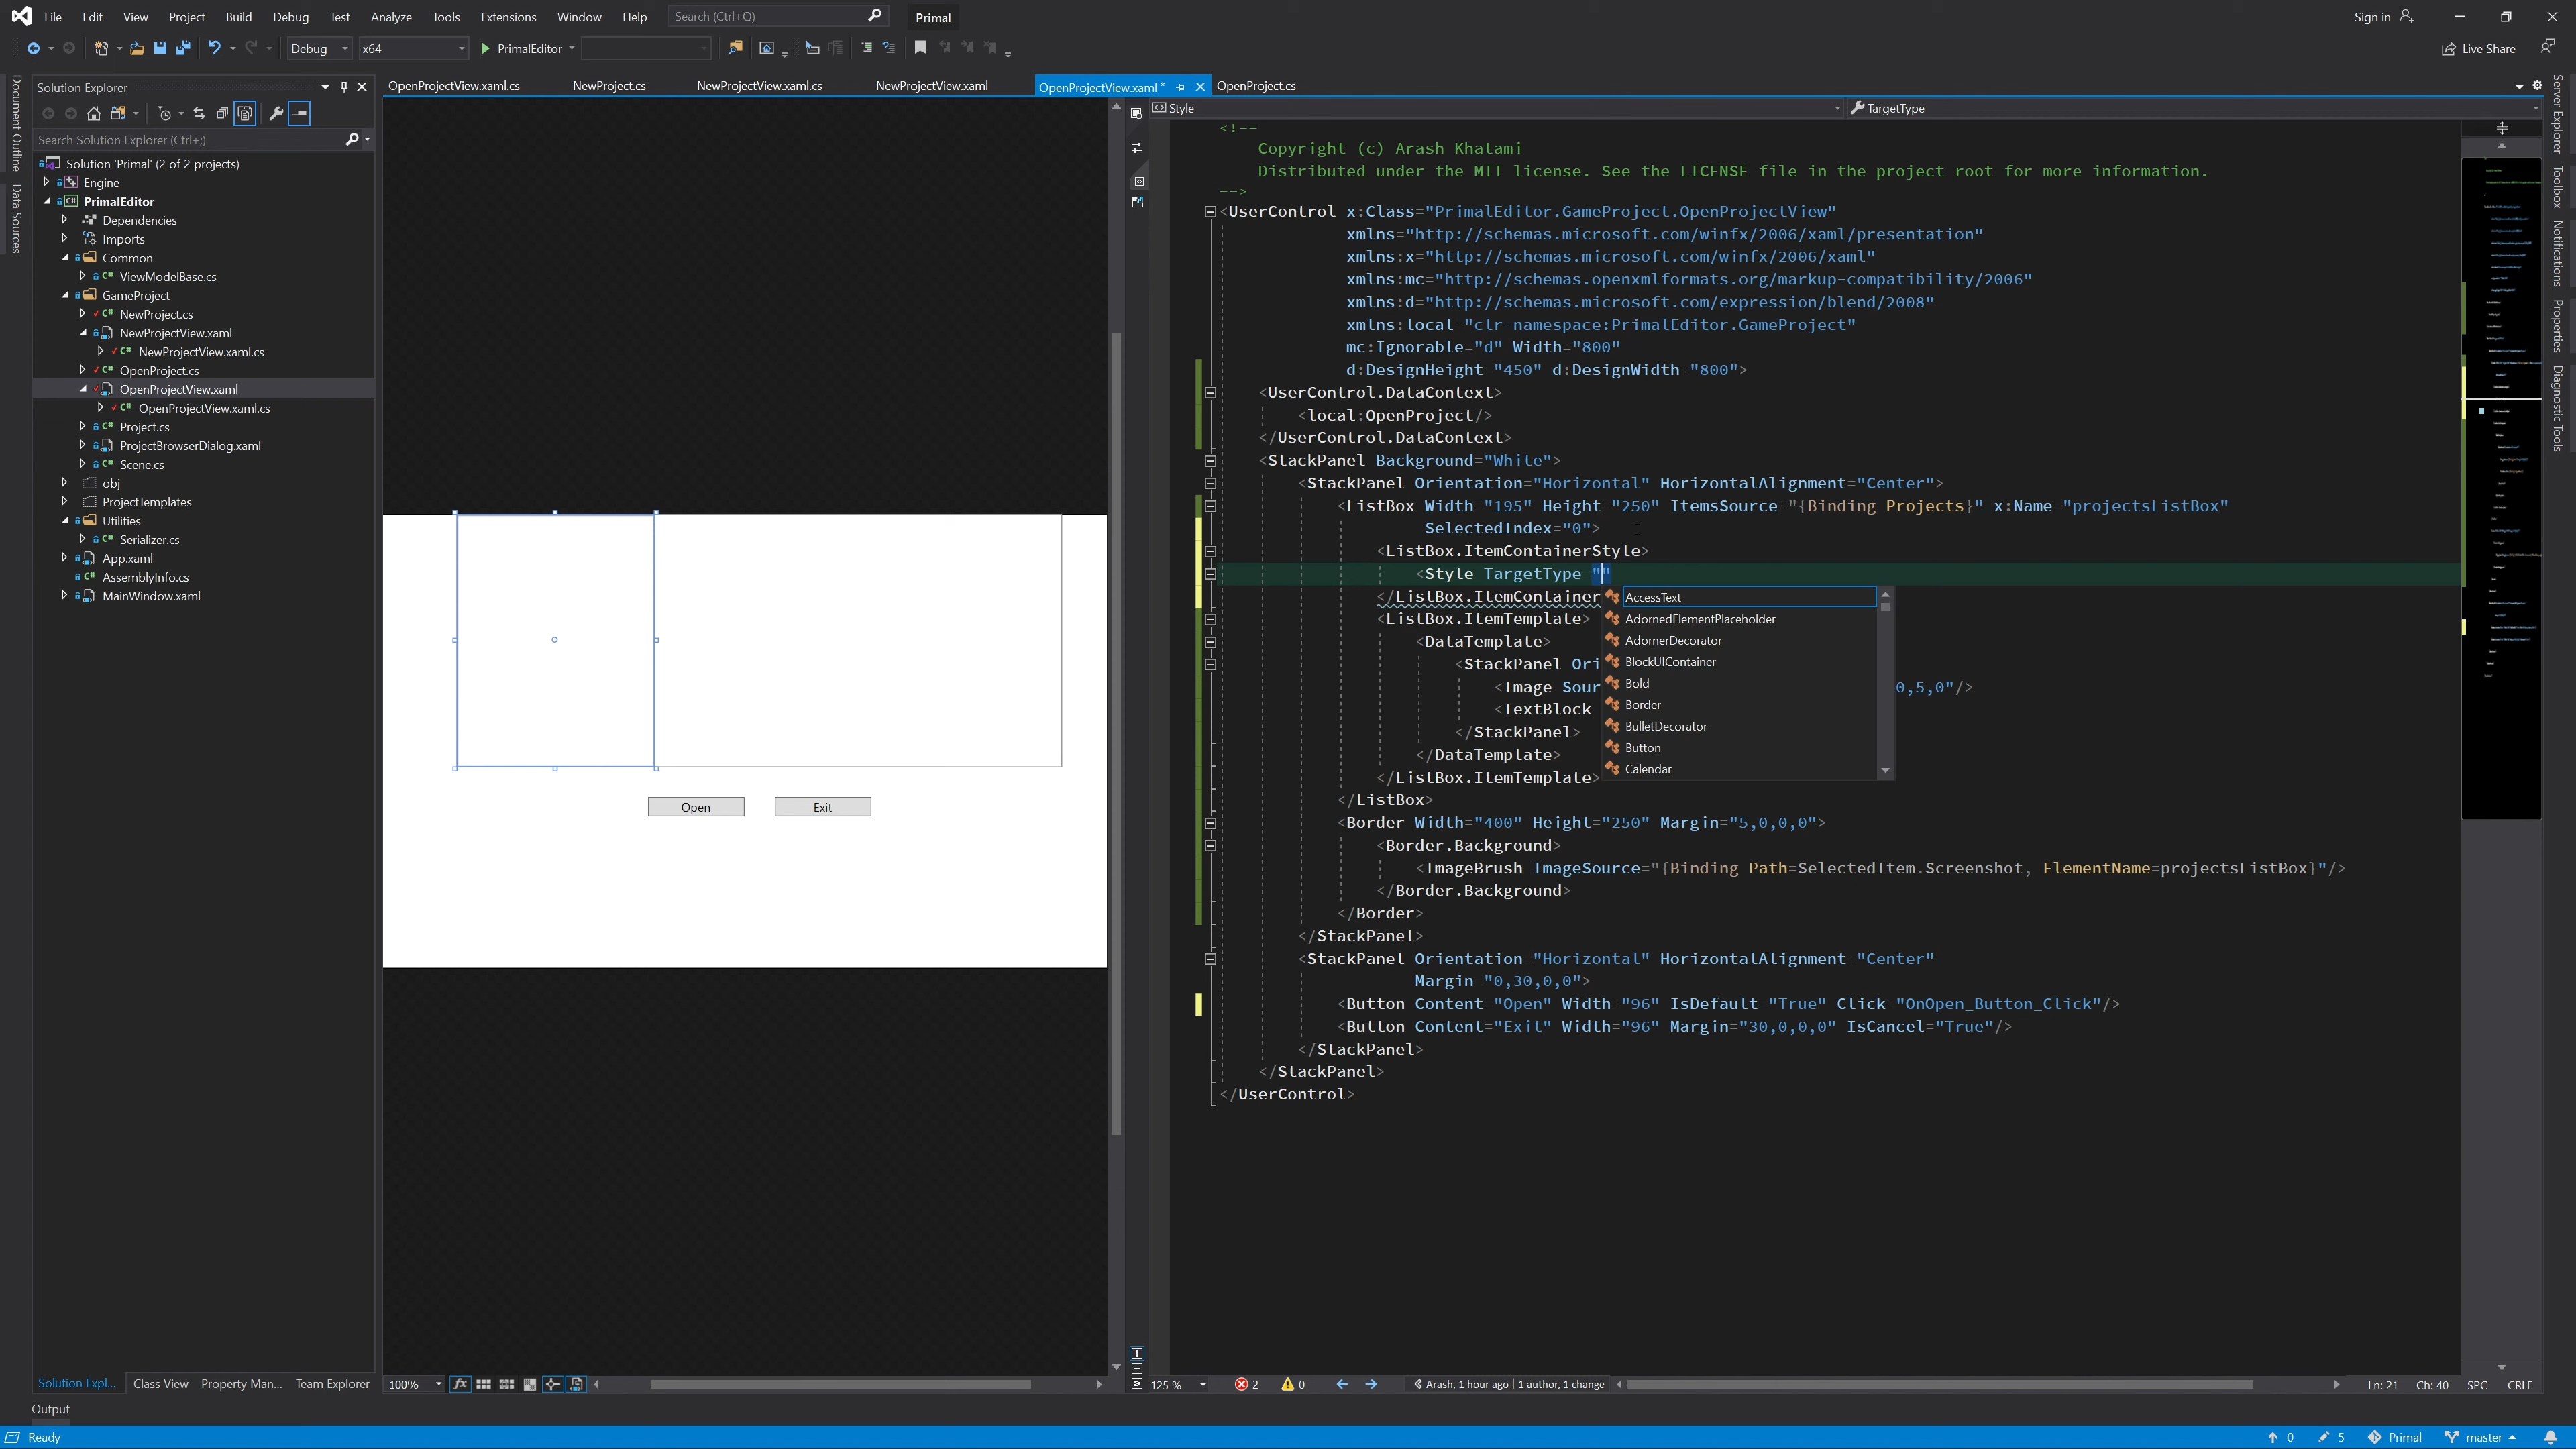 File Edit View Project Build Debug Test Analyze Tools Extensions Window Help Search (Ctrl+Q) Primal Sign in
Debug x64 PrimalEditor Live Share
Document Outline
Data Sources
Solution Explorer
Search Solution Explorer (Ctrl+;)
Solution 'Primal' (2 of 2 projects)
Engine
PrimalEditor
Dependencies
Imports
Common
ViewModelBase.cs
GameProject
NewProject.cs
NewProjectView.xaml
NewProjectView.xaml.cs
OpenProject.cs
OpenProjectView.xaml
OpenProjectView.xaml.cs
Project.cs
ProjectBrowserDialog.xaml
Scene.cs
obj
ProjectTemplates
Utilities
Serializer.cs
App.xaml
AssemblyInfo.cs
MainWindow.xaml
Solution Expl... Class View Property Man... Team Explorer
OpenProjectView.xaml.cs NewProject.cs NewProjectView.xaml.cs NewProjectView.xaml OpenProjectView.xaml* OpenProject.cs
Open Exit
100%
Style TargetType
<!--
Copyright (c) Arash Khatami
Distributed under the MIT license. See the LICENSE file in the project root for more information.
-->
<UserControl x:Class="PrimalEditor.GameProject.OpenProjectView"
xmlns="http://schemas.microsoft.com/winfx/2006/xaml/presentation"
xmlns:x="http://schemas.microsoft.com/winfx/2006/xaml"
xmlns:mc="http://schemas.openxmlformats.org/markup-compatibility/2006"
xmlns:d="http://schemas.microsoft.com/expression/blend/2008"
xmlns:local="clr-namespace:PrimalEditor.GameProject"
mc:Ignorable="d" Width="800"
d:DesignHeight="450" d:DesignWidth="800">
<UserControl.DataContext>
<local:OpenProject/>
</UserControl.DataContext>
<StackPanel Background="White">
<StackPanel Orientation="Horizontal" HorizontalAlignment="Center">
<ListBox Width="195" Height="250" ItemsSource="{Binding Projects}" x:Name="projectsListBox"
SelectedIndex="0">
<ListBox.ItemContainerStyle>
<Style TargetType=""
</ListBox.ItemContainer
<ListBox.ItemTemplate>
<DataTemplate>
<StackPanel Ori
<Image Sour 0,5,0"/>
<TextBlock
</StackPanel>
</DataTemplate>
</ListBox.ItemTemplate>
</ListBox>
<Border Width="400" Height="250" Margin="5,0,0,0">
<Border.Background>
<ImageBrush ImageSource="{Binding Path=SelectedItem.Screenshot, ElementName=projectsListBox}"/>
</Border.Background>
</Border>
</StackPanel>
<StackPanel Orientation="Horizontal" HorizontalAlignment="Center"
Margin="0,30,0,0">
<Button Content="Open" Width="96" IsDefault="True" Click="OnOpen_Button_Click"/>
<Button Content="Exit" Width="96" Margin="30,0,0,0" IsCancel="True"/>
</StackPanel>
</StackPanel>
</UserControl>
AccessText
AdornedElementPlaceholder
AdornerDecorator
BlockUIContainer
Bold
Border
BulletDecorator
Button
Calendar
125 % 2 0 Arash, 1 hour ago | 1 author, 1 change Ln: 21 Ch: 40 SPC CRLF
Server Explorer
Toolbox
Notifications
Properties
Diagnostic Tools
Output
Ready 0 5 Primal master